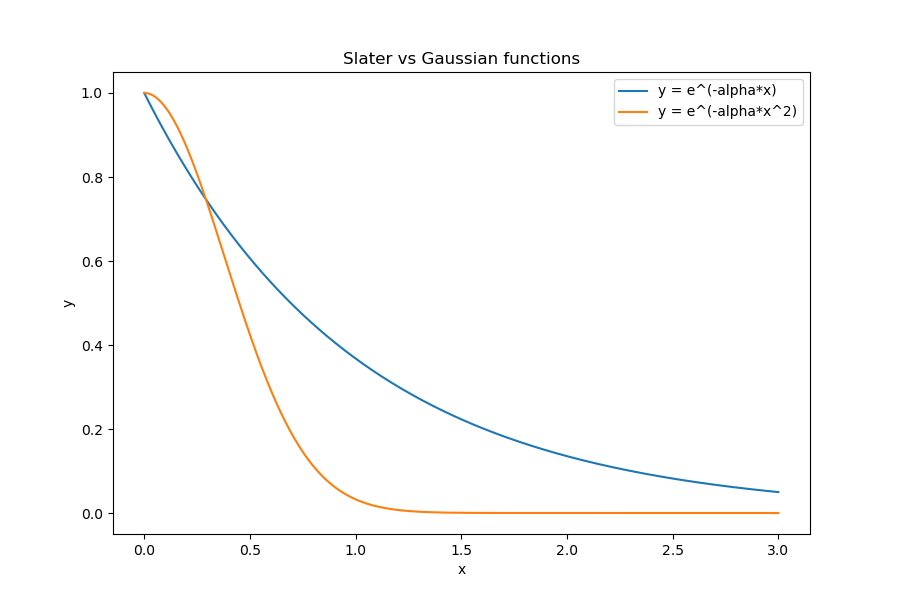 Slater vs Gaussian functions
y = e^(-alpha*x)
y = e^(-alpha*x^2)
1.0
0.8
0.6
0.4
0.2
0.0
y
0.0 0.5 1.0 1.5 2.0 2.5 3.0
x